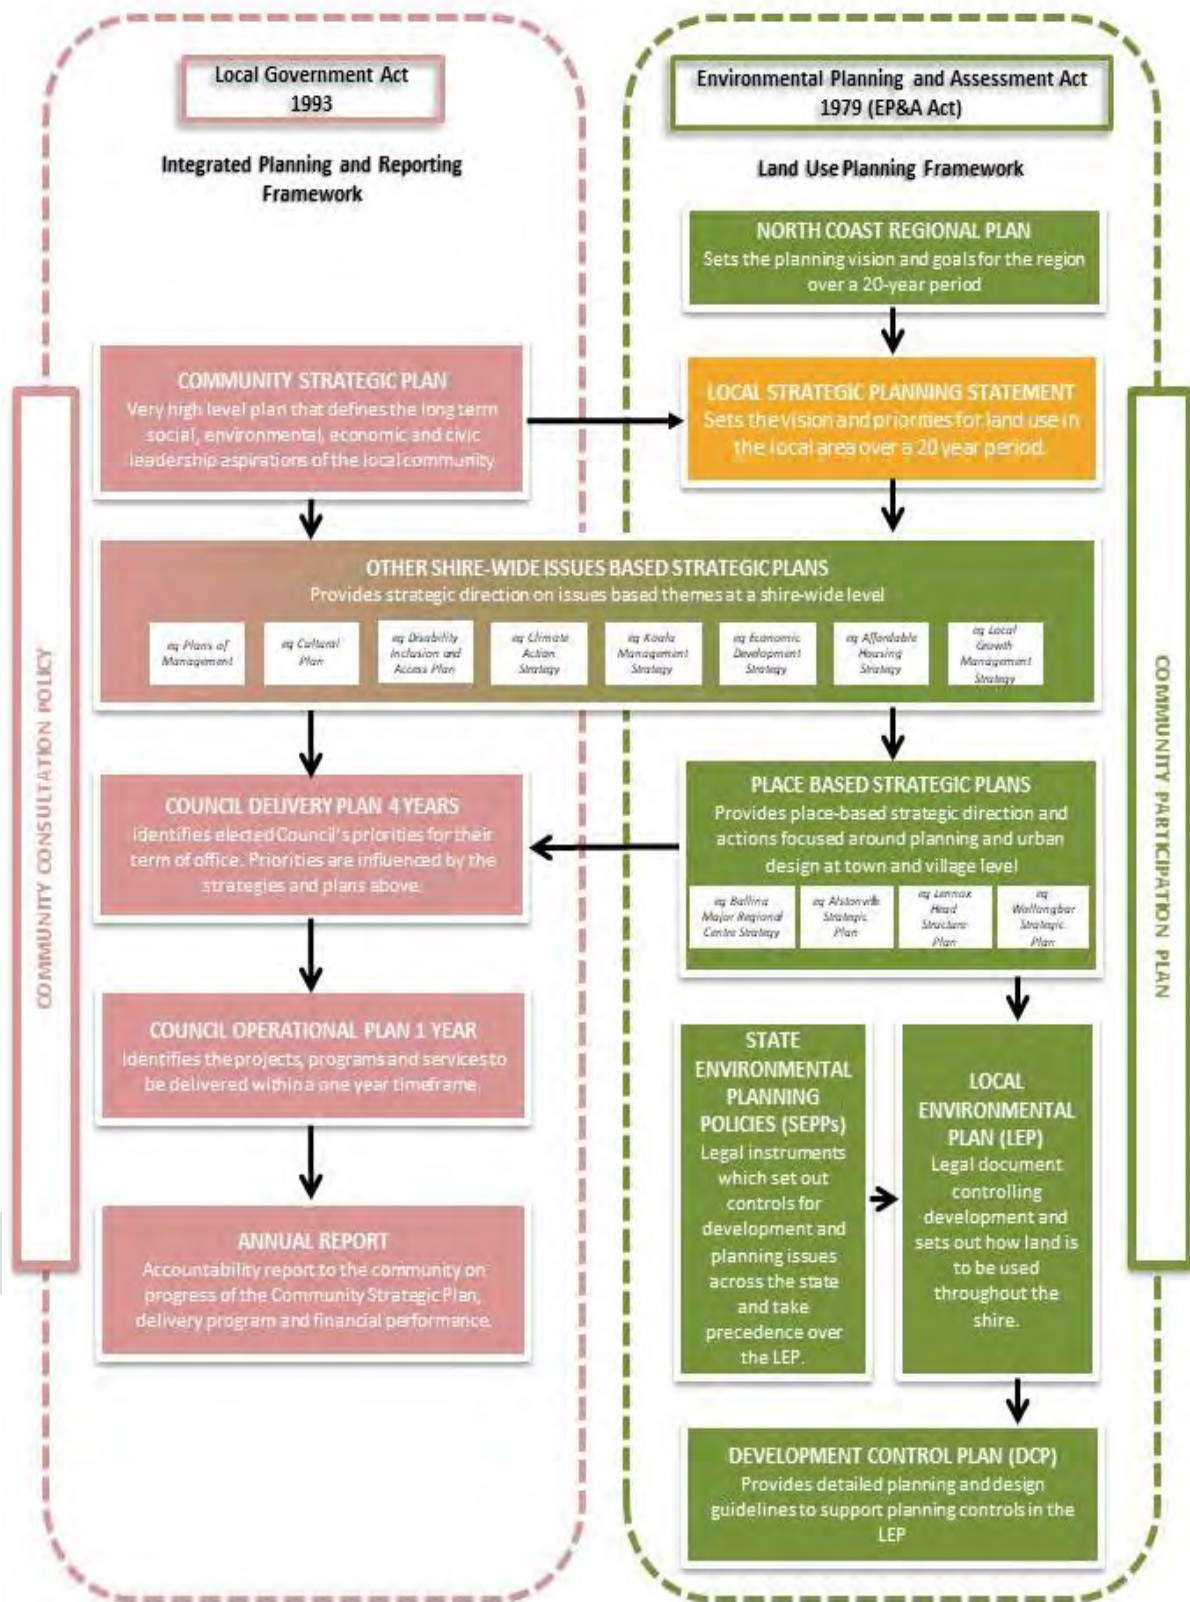 Local Government Act
1993
Integrated Planning and Reporting
Framework
Environmental Planning and Assessment Act
1979 (EP&A Act)
Land Use Planning Framework
NORTH COAST REGIONAL PLAN
Sets the planning vision and goals for the region
over a 20-year period
COMMUNITY STRATEGIC PLAN
Very high level plan that defines the long term
social, environmental, economic and civic
leadership aspirations of the local community
LOCAL STRATEGIC PLANNING STATEMENT
Sets the vision and priorities for land use in
the local area over a 20 year period.
OTHER SHIRE-WIDE ISSUES BASED STRATEGIC PLANS
Provides strategic direction on issues based themes at a shire-wide level
eg Plans of
Management
eg Cultural
Plan
eg Disability
Inclusion and
Access Plan
eg Climate
Action
Strategy
eg Koala
Management
Strategy
eg Economic
Development
Strategy
eg Affordable
Housing
Strategy
eg Local
Growth
Management
Strategy
COMMUNITY CONSULTATION POLICY
COMMUNITY PARTICIPATION PLAN
COUNCIL DELIVERY PLAN 4 YEARS
Identifies elected Council's priorities for their
term of office. Priorities are influenced by the
strategies and plans above.
PLACE BASED STRATEGIC PLANS
Provides place-based strategic direction and
actions focused around planning and urban
design at town and village level
eg Ballina
Major Regional
Centre Strategy
eg Alstonville
Strategic
Plan
eg Lennox
Head
Structure
Plan
eg
Wollongbar
Strategic
Plan
COUNCIL OPERATIONAL PLAN 1 YEAR
Identifies the projects, programs and services to
be delivered within a one year timeframe
STATE
ENVIRONMENTAL
PLANNING
POLICIES (SEPPs)
Legal instruments
which set out
controls for
development and
planning issues
across the state
and take
precedence over
the LEP.
LOCAL
ENVIRONMENTAL
PLAN (LEP)
Legal document
controlling
development and
sets out how land is
to be used
throughout the
shire.
ANNUAL REPORT
Accountability report to the community on
progress of the Community Strategic Plan,
delivery program and financial performance.
DEVELOPMENT CONTROL PLAN (DCP)
Provides detailed planning and design
guidelines to support planning controls in the
LEP